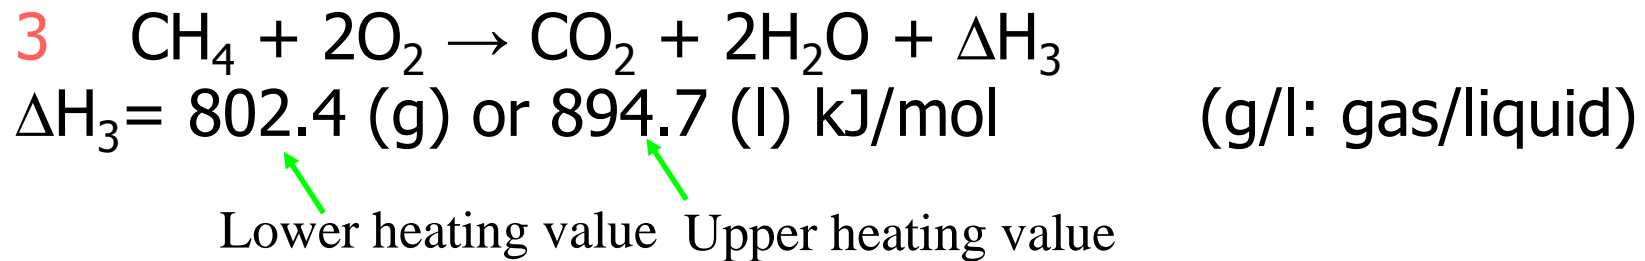 3 CH₄ + 2O₂ → CO₂ + 2H₂O + ΔH₃
ΔH₃= 802.4 (g) or 894.7 (l) kJ/mol (g/l: gas/liquid)
Lower heating value Upper heating value